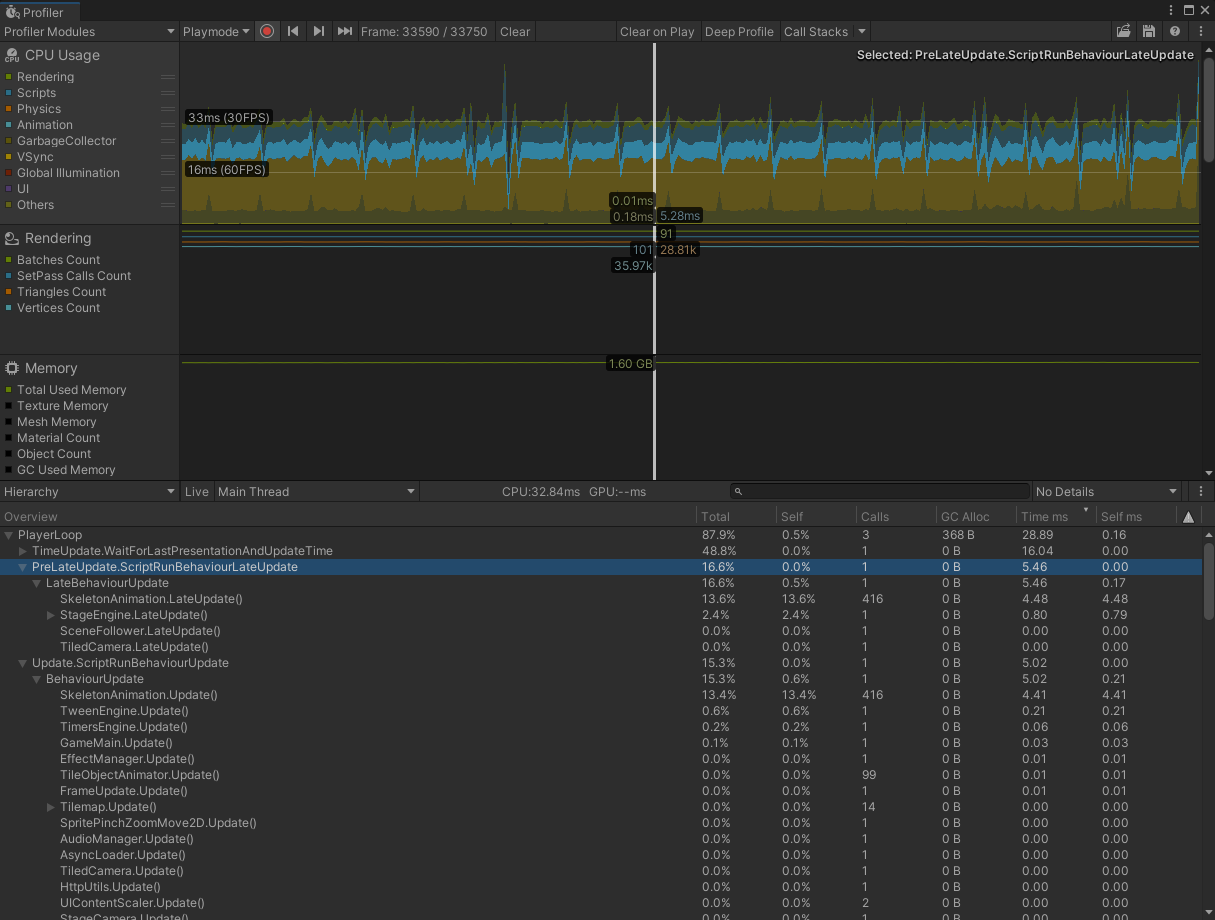 Profiler
Profiler Modules Playmode Frame: 33590 / 33750 Clear Clear on Play Deep Profile Call Stacks
CPU Usage
Selected: PreLateUpdate.ScriptRunBehaviourLateUpdate
Rendering
Scripts
Physics
Animation
GarbageCollector
VSync
Global Illumination
UI
Others
33ms (30FPS)
16ms (60FPS)
0.01ms
0.18ms 5.28ms
Rendering
Batches Count
SetPass Calls Count
Triangles Count
Vertices Count
91
101 28.81k
35.97k
Memory
Total Used Memory
Texture Memory
Mesh Memory
Material Count
Object Count
GC Used Memory
1.60 GB
Hierarchy Live Main Thread CPU:32.84ms GPU:--ms No Details
Overview Total Self Calls GC Alloc Time ms Self ms
PlayerLoop 87.9% 0.5% 3 368 B 28.89 0.16
TimeUpdate.WaitForLastPresentationAndUpdateTime 48.8% 0.0% 1 0 B 16.04 0.00
PreLateUpdate.ScriptRunBehaviourLateUpdate 16.6% 0.0% 1 0 B 5.46 0.00
LateBehaviourUpdate 16.6% 0.5% 1 0 B 5.46 0.17
SkeletonAnimation.LateUpdate() 13.6% 13.6% 416 0 B 4.48 4.48
StageEngine.LateUpdate() 2.4% 2.4% 1 0 B 0.80 0.79
SceneFollower.LateUpdate() 0.0% 0.0% 1 0 B 0.00 0.00
TiledCamera.LateUpdate() 0.0% 0.0% 1 0 B 0.00 0.00
Update.ScriptRunBehaviourUpdate 15.3% 0.0% 1 0 B 5.02 0.00
BehaviourUpdate 15.3% 0.6% 1 0 B 5.02 0.21
SkeletonAnimation.Update() 13.4% 13.4% 416 0 B 4.41 4.41
TweenEngine.Update() 0.6% 0.6% 1 0 B 0.21 0.21
TimersEngine.Update() 0.2% 0.2% 1 0 B 0.06 0.06
GameMain.Update() 0.1% 0.1% 1 0 B 0.03 0.03
EffectManager.Update() 0.0% 0.0% 1 0 B 0.01 0.01
TileObjectAnimator.Update() 0.0% 0.0% 99 0 B 0.01 0.01
FrameUpdate.Update() 0.0% 0.0% 1 0 B 0.01 0.01
Tilemap.Update() 0.0% 0.0% 14 0 B 0.00 0.00
SpritePinchZoomMove2D.Update() 0.0% 0.0% 1 0 B 0.00 0.00
AudioManager.Update() 0.0% 0.0% 1 0 B 0.00 0.00
AsyncLoader.Update() 0.0% 0.0% 1 0 B 0.00 0.00
TiledCamera.Update() 0.0% 0.0% 1 0 B 0.00 0.00
HttpUtils.Update() 0.0% 0.0% 1 0 B 0.00 0.00
UIContentScaler.Update() 0.0% 0.0% 2 0 B 0.00 0.00
StageCamera.Update() 0.0% 0.0% 1 0 B 0.00 0.00